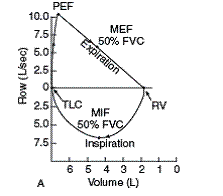 PEF
10.0
7.5
5.0
2.5
0
2.5
5.0
7.5
Row (L/sec)
MEF
50% FVC
Expiration
TLC
RV
MIF
50% FVC
Inspiration
6 5 4 3 2 1 0
A Volume (L)